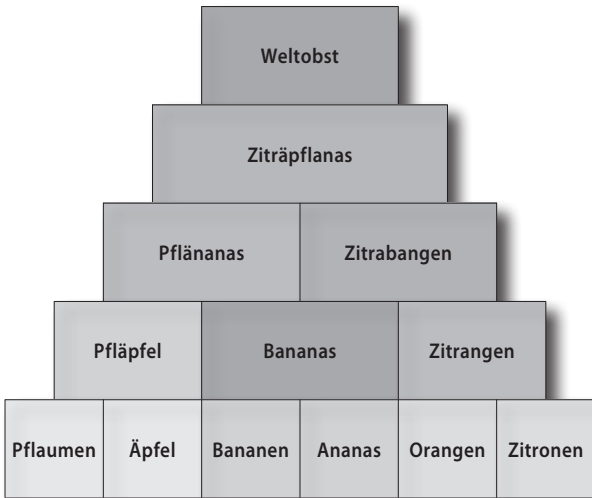 Weltobst
Ziträpflanas
Pflänanas Zitrabangen
Pfläpfel Bananas Zitrangen
Pflaumen Äpfel Bananen Ananas Orangen Zitronen